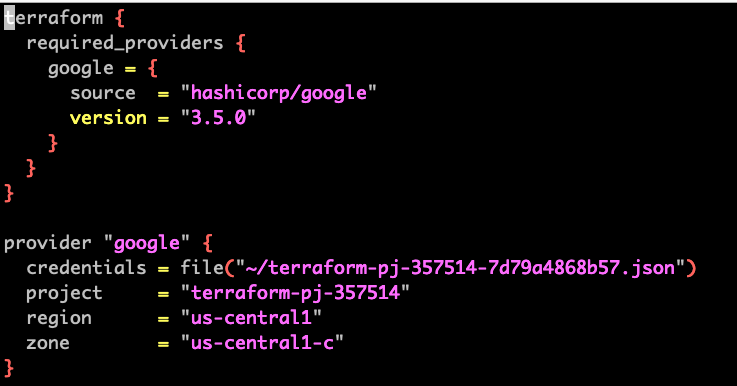 terraform {
  required_providers {
    google = {
      source  = "hashicorp/google"
      version = "3.5.0"
    }
  }
}

provider "google" {
  credentials = file("~/terraform-pj-357514-7d79a4868b57.json")
  project     = "terraform-pj-357514"
  region      = "us-central1"
  zone        = "us-central1-c"
}